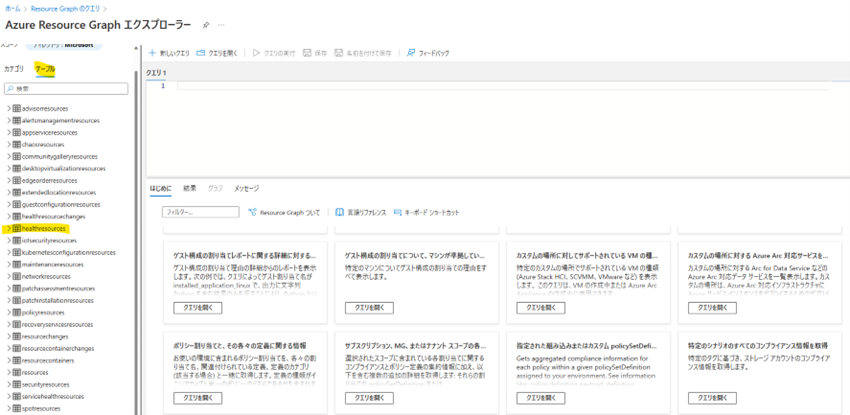 ホーム > Resource Graph のクエリ >
Azure Resource Graph エクスプローラー
ディレクトリ : Microsoft
新しいクエリ
クエリを開く
クエリの実行
保存
名前を付けて保存
フィードバック
カテゴリ
テーブル
検索
advisorresources
alertsmanagementresources
appserviceresources
chaosresources
communitygalleryresources
desktopvirtualizationresources
edgeorderresources
extendedlocationresources
guestconfigurationresources
healthresourcechanges
healthresources
iotsecurityresources
kubernetesconfigurationresources
maintenanceresources
networkresources
patchassessmentresources
patchinstallationresources
policyresources
recoveryservicesresources
resourcechanges
resourcecontainerchanges
resourcecontainers
resources
securityresources
servicehealthresources
spotresources
クエリ 1
1
はじめに
結果
グラフ
メッセージ
フィルター...
Resource Graph ついて
言語リファレンス
キーボード ショートカット
ゲスト構成の割り当てレポートに関する詳細に対する...
ゲスト構成の割り当て理由の詳細からのレポートを表示
します。次の例では、クエリによってゲスト割り当て名が
installed_application_linux で、出力に文字列
クエリを開く
ゲスト構成の割り当てについて、マシンが準拠してい...
特定のマシンについてゲスト構成の割り当ての理由をすべて表示します。
クエリを開く
カスタムの場所に対してサポートされている VM の種...
特定のカスタムの場所でサポートされている VM の種類
(Azure Stack HCI, SCVMM, VMware など) を表示し
ます。このクエリは、VM の作成中または Azure Arc
クエリを開く
カスタムの場所に対する Azure Arc 対応サービスを...
カスタムの場所に対する Arc for Data Service などの
Azure Arc 対応データ サービスを一覧表示します。カスタ
ムの場所は、Azure Arc インフラストラクチャに
クエリを開く
ポリシー割り当てと、その各々の定義に関する情報
お使いの環境に含まれるポリシー割り当てを、各々の割り
当て名、関連付けられている定義、定義のカテゴリ
(該当する場合) と一緒に取得します。
クエリを開く
サブスクリプション, MG, またはテナント スコープの各...
選択されたスコープに含まれている各割り当てに関する
コンプライアンスとポリシー定義の集約情報に加え、以
下を含む複数の追加の詳細を取得します: それらの割
クエリを開く
指定された組み込みまたはカスタム policySetDefin...
Gets aggregated compliance information for
each policy within a given policySetDefinition
assigned to your environment. See information
クエリを開く
特定のシナリオのすべてのコンプライアンス情報を取得
特定のタグに基づき、ストレージ アカウントのコンプライア
ンス情報を取得します。
クエリを開く